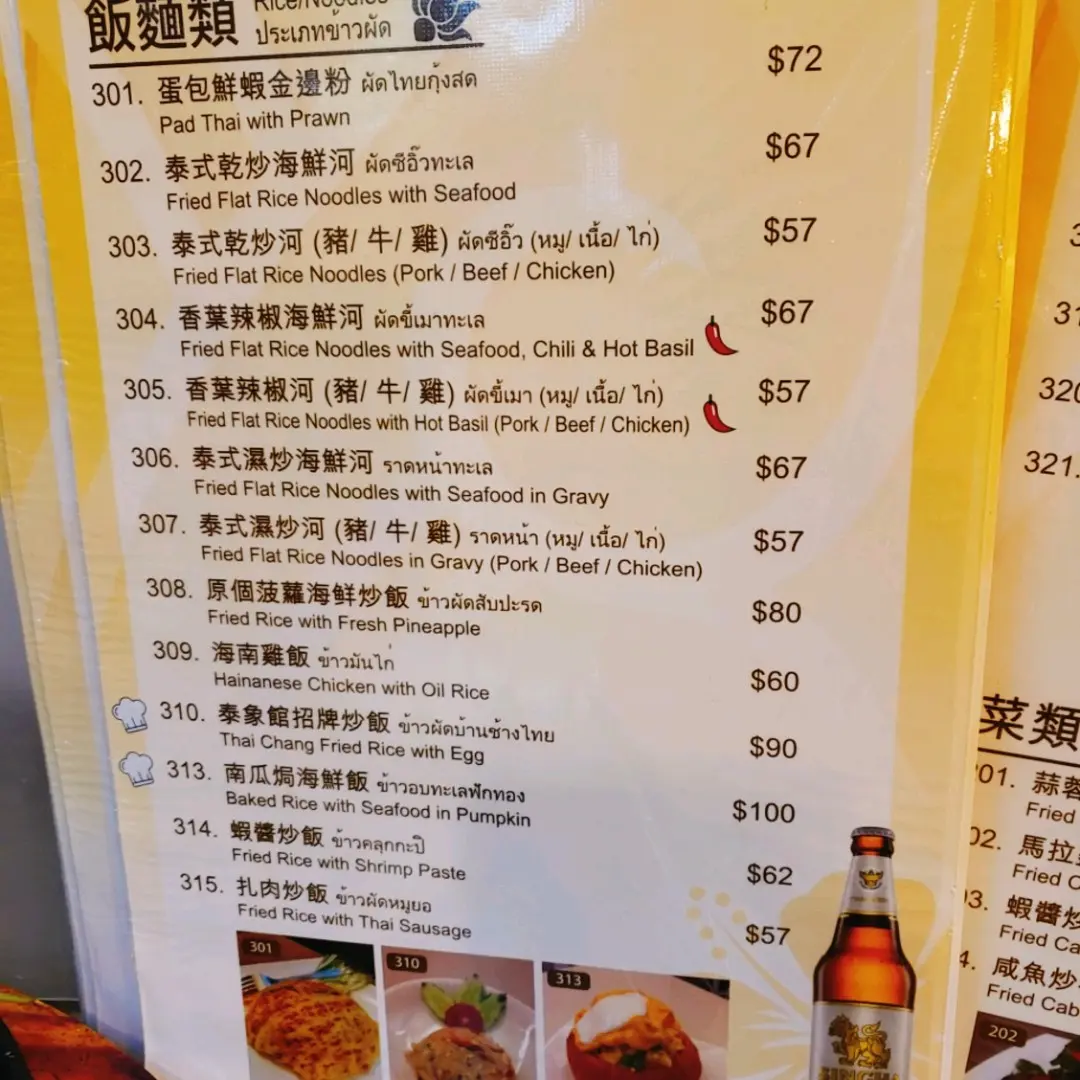 飯麵類 Rice/Noodles
ประเภทข้าวผัด
301. 蛋包鮮蝦金邊粉 ผัดไทยกุ้งสด $72
Pad Thai with Prawn
302. 泰式乾炒海鮮河 ผัดซีอิ๊วทะเล $67
Fried Flat Rice Noodles with Seafood
303. 泰式乾炒河 (豬/ 牛/ 雞) ผัดซีอิ๊ว (หมู/ เนื้อ/ ไก่) $57
Fried Flat Rice Noodles (Pork / Beef / Chicken)
304. 香葉辣椒海鮮河 ผัดขี้เมาทะเล $67
Fried Flat Rice Noodles with Seafood, Chili & Hot Basil
305. 香葉辣椒河 (豬/ 牛/ 雞) ผัดขี้เมา (หมู/ เนื้อ/ ไก่) $57
Fried Flat Rice Noodles with Hot Basil (Pork / Beef / Chicken)
306. 泰式濕炒海鮮河 ราดหน้าทะเล $67
Fried Flat Rice Noodles with Seafood in Gravy
307. 泰式濕炒河 (豬/ 牛/ 雞) ราดหน้า (หมู/ เนื้อ/ ไก่) $57
Fried Flat Rice Noodles in Gravy (Pork / Beef / Chicken)
308. 原個菠蘿海鮮炒飯 ข้าวผัดสับปะรด $80
Fried Rice with Fresh Pineapple
309. 海南雞飯 ข้าวมันไก่ $60
Hainanese Chicken with Oil Rice
310. 泰象館招牌炒飯 ข้าวผัดบ้านช้างไทย $90
Thai Chang Fried Rice with Egg
313. 南瓜焗海鮮飯 ข้าวอบทะเลฟักทอง $100
Baked Rice with Seafood in Pumpkin
314. 蝦醬炒飯 ข้าวคลุกกะปิ $62
Fried Rice with Shrimp Paste
315. 扎肉炒飯 ข้าวผัดหมูยอ $57
Fried Rice with Thai Sausage
301
310
313
SINGHA
320
321.
菜類
01. 蒜蓉
Fried
02. 馬拉
Fried C
03. 蝦醬炒
Fried Ca
4. 咸魚炒
Fried Cab
202